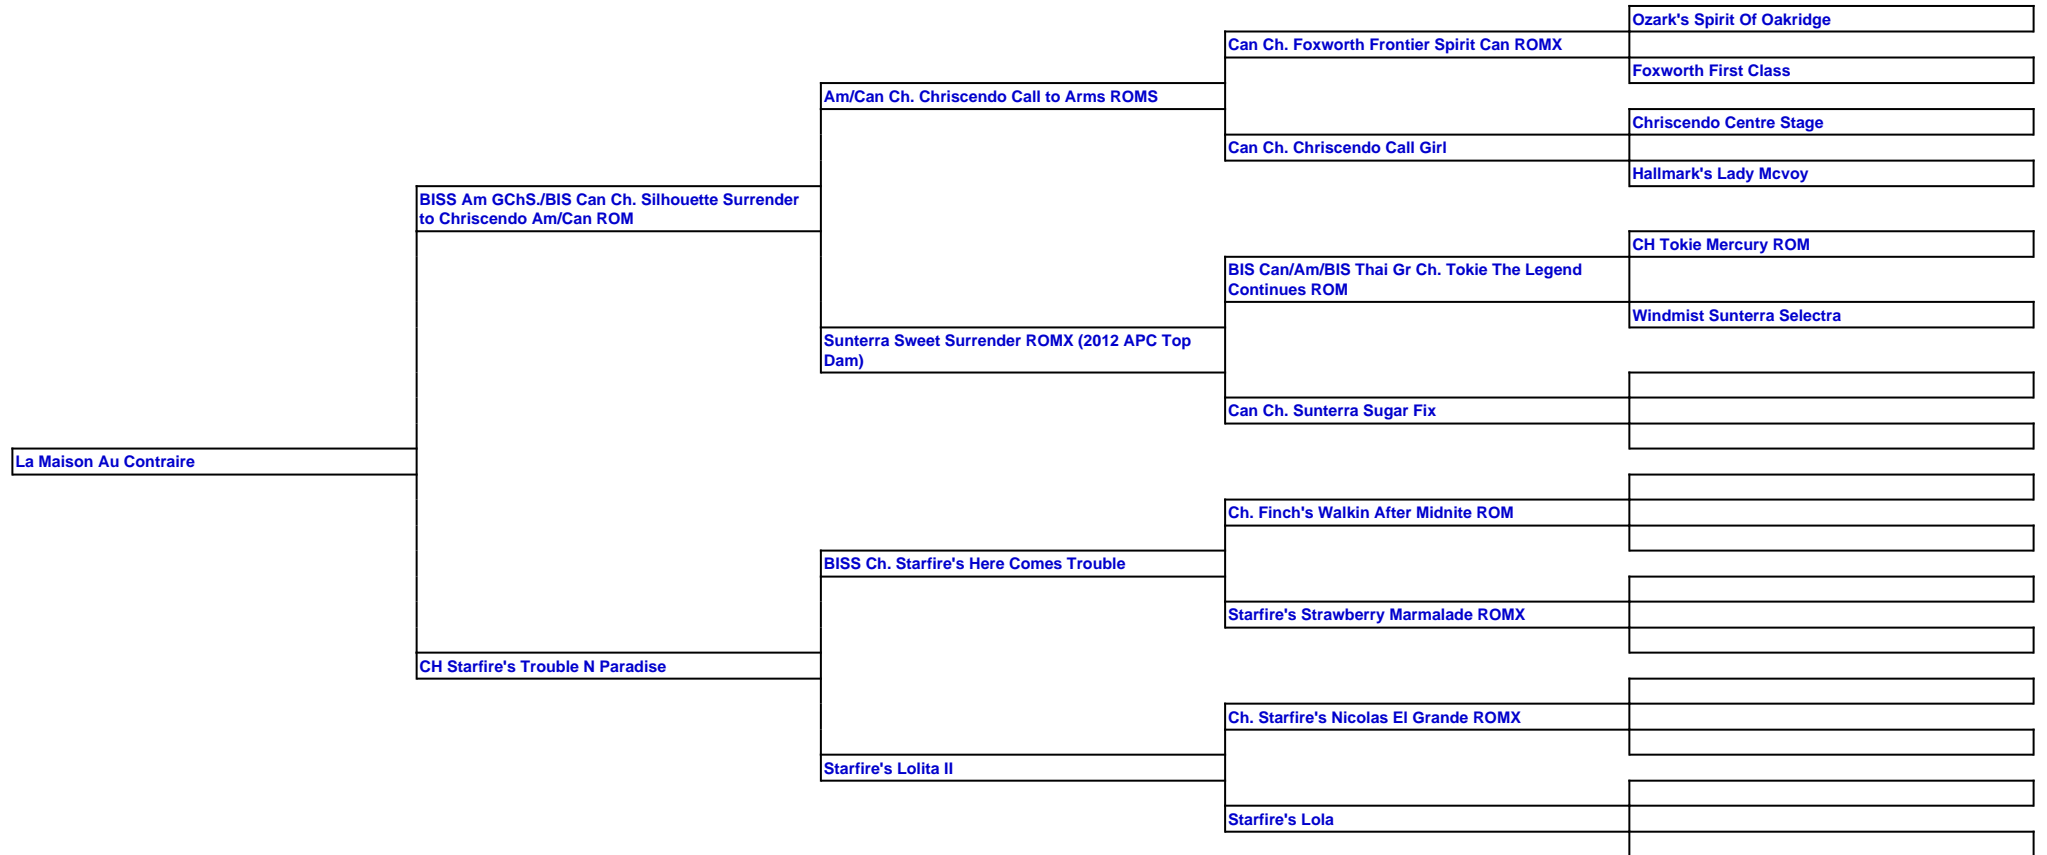 Ozark's Spirit Of Oakridge
Can Ch. Foxworth Frontier Spirit Can ROMX
Foxworth First Class
Am/Can Ch. Chriscendo Call to Arms ROMS
Chriscendo Centre Stage
Can Ch. Chriscendo Call Girl
Hallmark's Lady Mcvoy
BISS Am GChS./BIS Can Ch. Silhouette Surrender
to Chriscendo Am/Can ROM
CH Tokie Mercury ROM
BIS Can/Am/BIS Thai Gr Ch. Tokie The Legend
Continues ROM
Windmist Sunterra Selectra
Sunterra Sweet Surrender ROMX (2012 APC Top
Dam)
Can Ch. Sunterra Sugar Fix
La Maison Au Contraire
Ch. Finch's Walkin After Midnite ROM
BISS Ch. Starfire's Here Comes Trouble
Starfire's Strawberry Marmalade ROMX
CH Starfire's Trouble N Paradise
Ch. Starfire's Nicolas El Grande ROMX
Starfire's Lolita II
Starfire's Lola